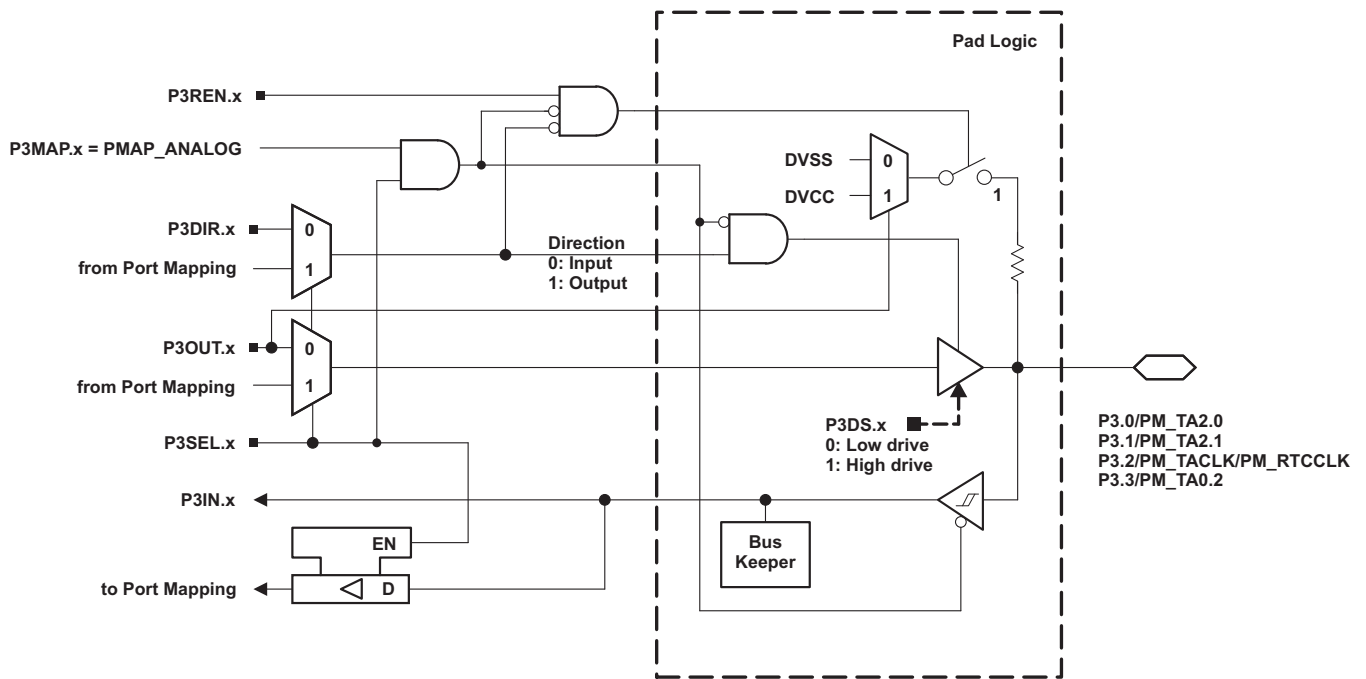 Pad Logic
P3REN.x
P3MAP.x = PMAP_ANALOG
DVSS
0
DVCC
1
1
P3DIR.x
0
from Port Mapping
1
Direction
0: Input
1: Output
P3OUT.x
0
from Port Mapping
1
P3SEL.x
P3DS.x
0: Low drive
1: High drive
P3.0/PM_TA2.0
P3.1/PM_TA2.1
P3.2/PM_TACLK/PM_RTCCLK
P3.3/PM_TA0.2
P3IN.x
EN
Bus
Keeper
to Port Mapping
D